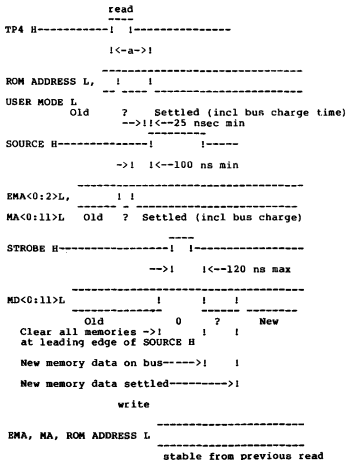 read
TP4 H
!<-a->!
ROM ADDRESS L,
USER MODE L
Old ? Settled (incl bus charge time)
-->!!<--25 nsec min
SOURCE H
->! !<--100 ns min
EMA<0:2>L,
MA<0:11>L Old ? Settled (incl bus charge)
STROBE H
-->! !<--120 ns max
MD<0:11>L
Old 0 ? New
Clear all memories ->!
at leading edge of SOURCE H
New memory data on bus----->!
New memory data settled--------->!
write
EMA, MA, ROM ADDRESS L
stable from previous read